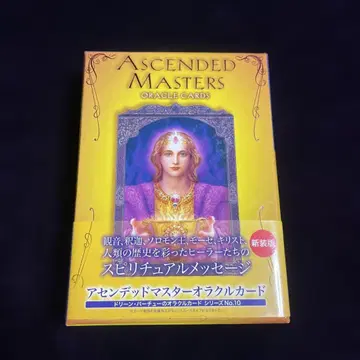 ASCENDED
MASTERS
ORACLE CARDS
観音、釈迦、ソロモン王、モーセ、キリスト
人類の歴史を彩ったヒーラーたちの
スピリチュアルメッセージ
新装版
アセンデッドマスターオラクルカード
ドリーン・バーチューのオラクルカード シリーズNo.10